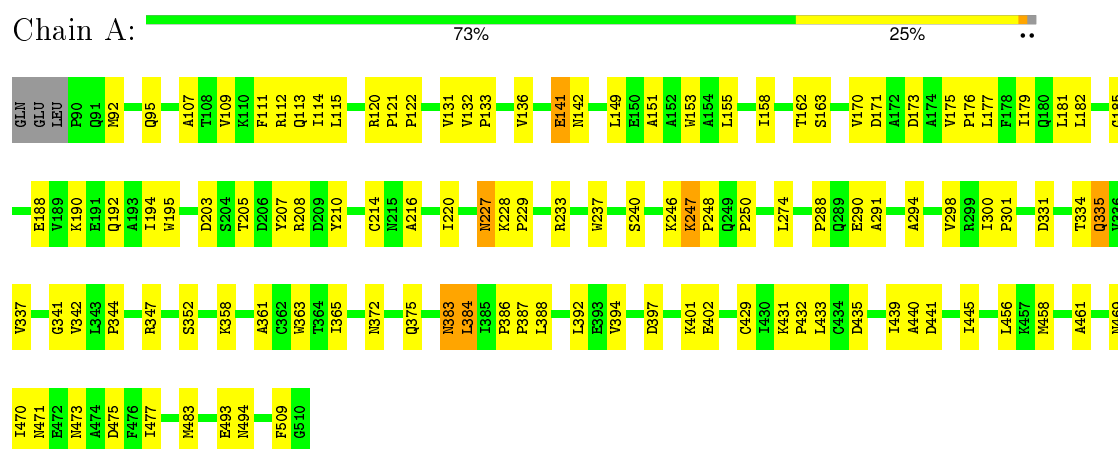 Chain A:
73% 25% ••
GLN GLU LEU P90 Q91 M92 Q95 A107 T108 V109 K110 F111 R112 Q113 I114 L115 R120 P121 P122 V131 V132 P133 V136 E141 N142 L149 E150 A151 A152 W153 A154 L155 I158 T162 S163 V170 D171 A172 D173 A174 V175 P176 L177 F178 I179 Q180 L181 L182
E188 V189 K190 E191 Q192 A193 I194 W195 D203 S204 T205 D206 Y207 R208 D209 Y210 C214 N215 A216 I220 N227 K228 P229 R233 W237 S240 K246 K247 P248 Q249 P250 L274 P288 Q289 E290 A291 A294 V298 R299 I300 P301 D331 T334 Q335 V336
V337 G341 V342 L343 P344 R347 S352 K358 A361 C362 W363 T364 I365 N372 Q375 N383 L384 I385 P386 P387 L388 L392 E393 V394 D397 K401 E402 C429 I430 K431 P432 L433 C434 D435 I439 A440 D441 I445 L456 K457 M458 A461
I470 N471 E472 N473 A474 D475 F476 I477 M483 E493 N494 F509 G510